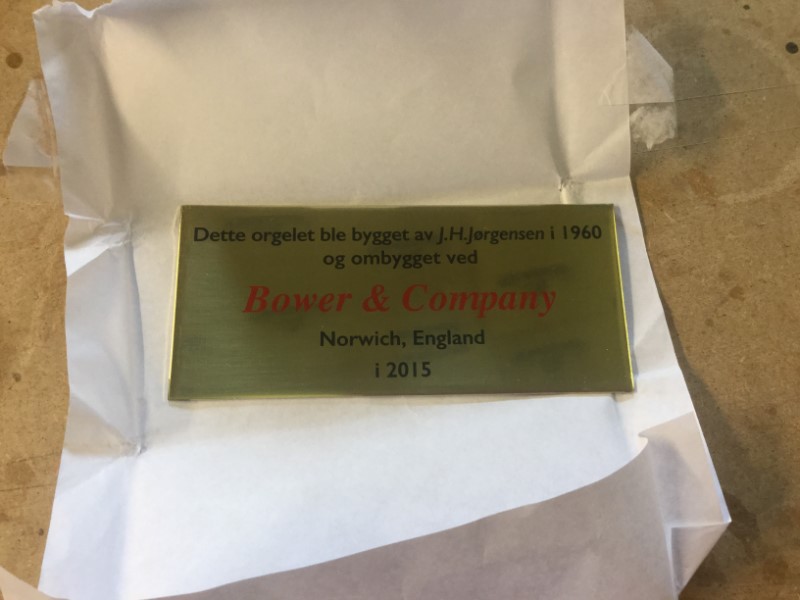 Dette orgelet ble bygget av J.H.Jørgensen i 1960
og ombygget ved
Bower & Company
Norwich, England
i 2015